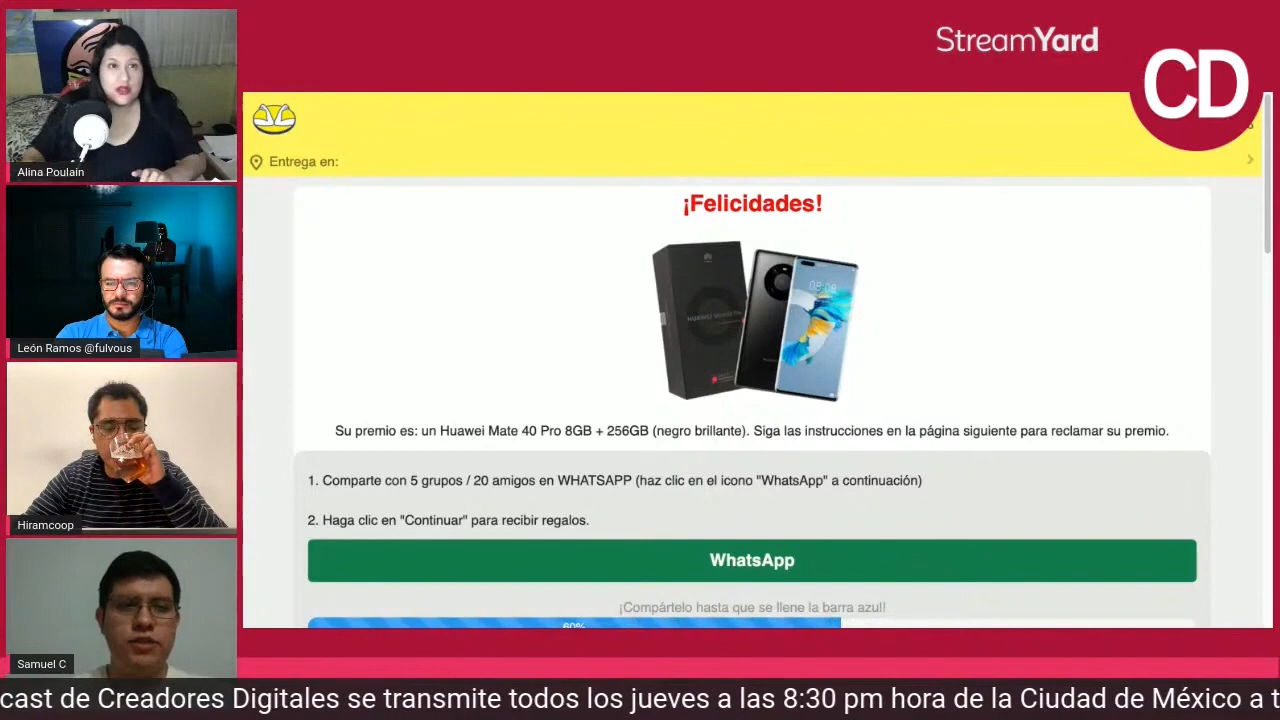 StreamYard
CD
Alina Poulaín
León Ramos @fulvous
Hiramcoop
Samuel C
Entrega en:
¡Felicidades!
08:08
HUAWEI
Su premio es: un Huawei Mate 40 Pro 8GB + 256GB (negro brillante). Siga las instrucciones en la página siguiente para reclamar su premio.
1. Comparte con 5 grupos / 20 amigos en WHATSAPP (haz clic en el icono "WhatsApp" a continuación)
2. Haga clic en "Continuar" para recibir regalos.
WhatsApp
¡Compártelo hasta que se llene la barra azul!!
60%
cast de Creadores Digitales se transmite todos los jueves a las 8:30 pm hora de la Ciudad de México a t